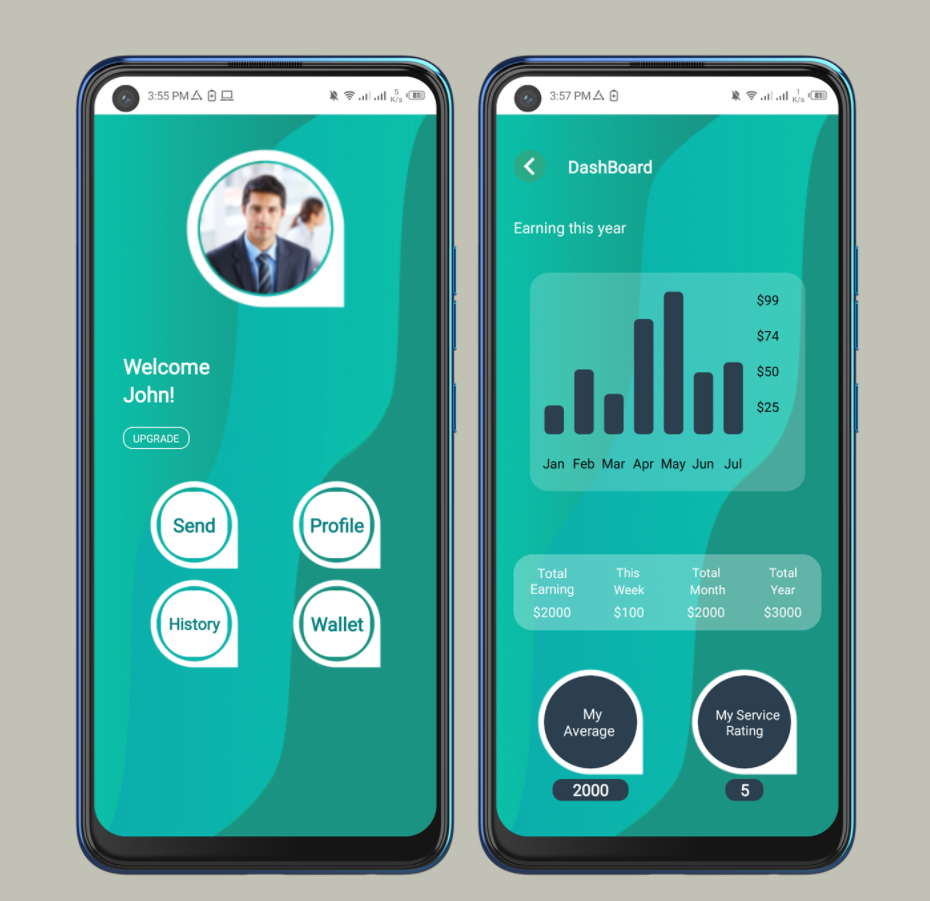 3:55 PM
5
K/s
81
Welcome
John!
UPGRADE
Send
Profile
History
Wallet
3:57 PM
1
K/s
81
DashBoard
Earning this year
$99
$74
$50
$25
Jan Feb Mar Apr May Jun Jul
Total This Total Total
Earning Week Month Year
$2000 $100 $2000 $3000
My
Average
2000
My Service
Rating
5